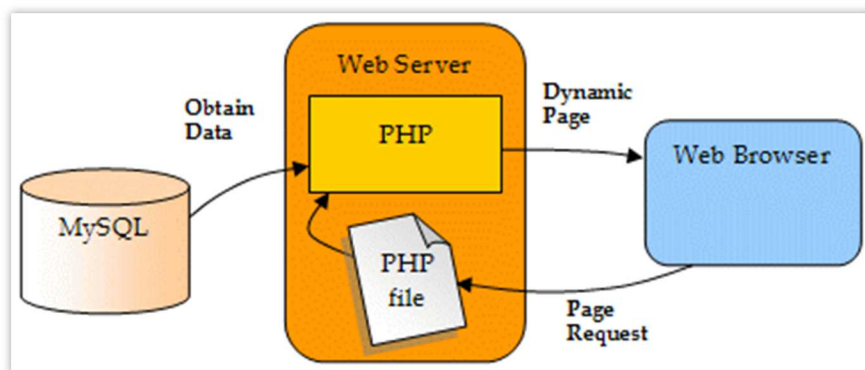 Web Server
Obtain
Data
PHP
Dynamic
Page
Web Browser
MySQL
PHP
file
Page
Request